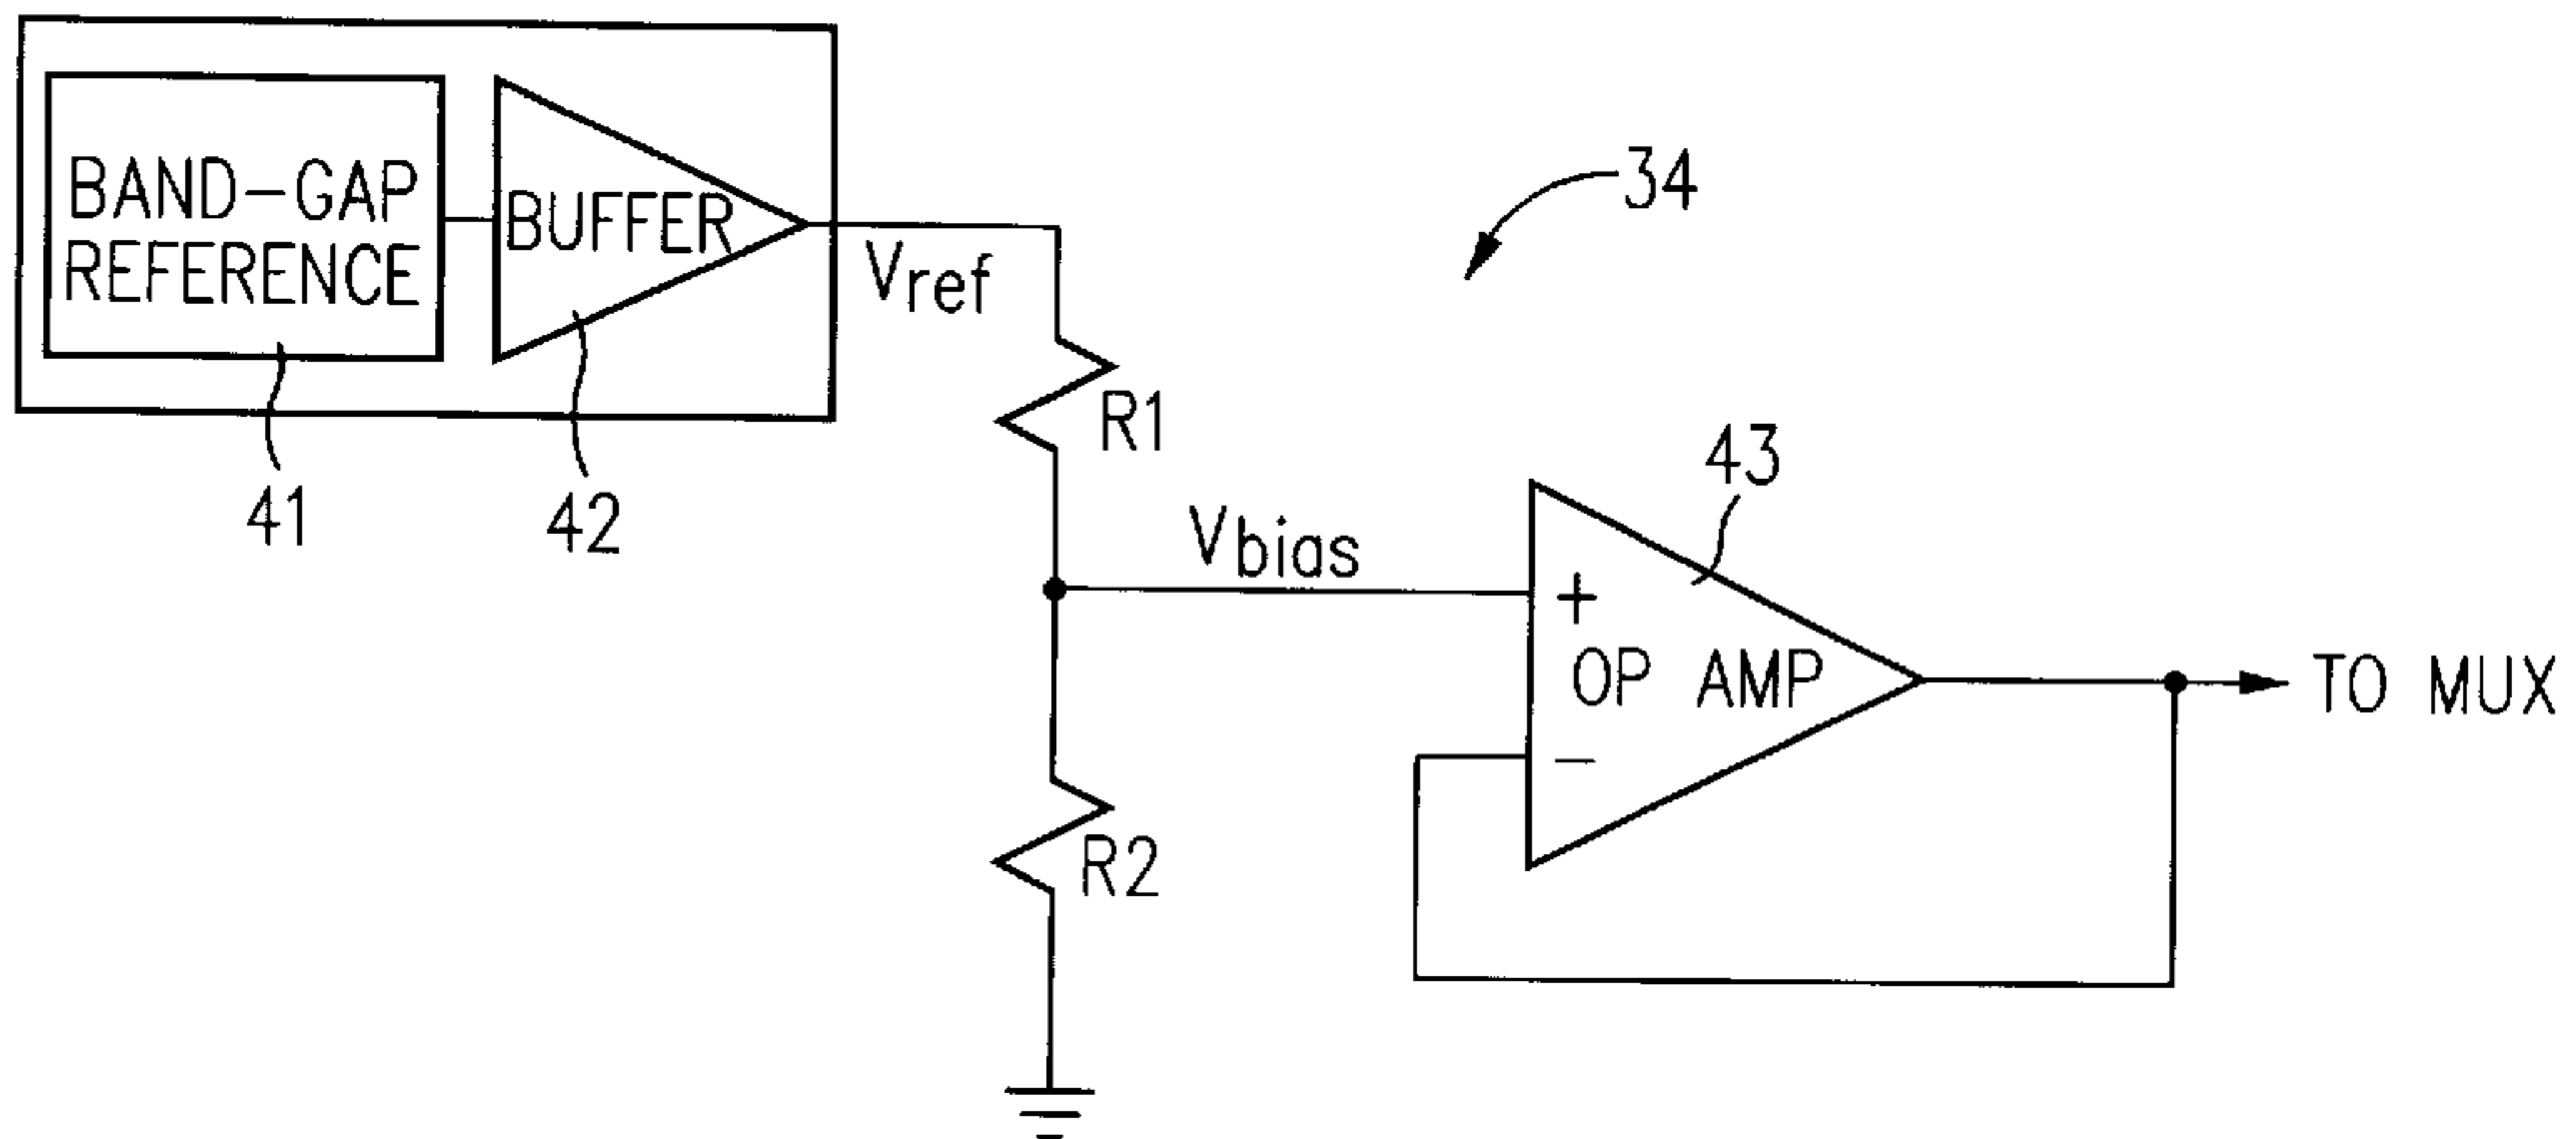 BAND-GAP
REFERENCE
BUFFER
Vref
34
R1
41
42
43
Vbias
+
OP AMP
−
TO MUX
R2